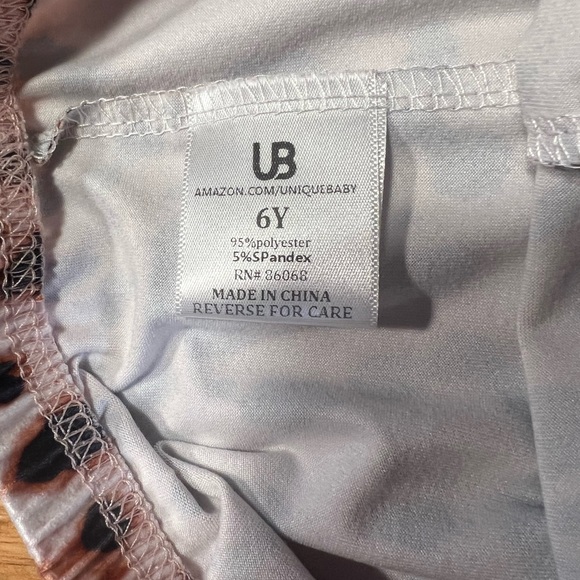 UB
AMAZON.COM/UNIQUEBABY
6Y
95%polyester
5%SPandex
RN# 86068
MADE IN CHINA
REVERSE FOR CARE